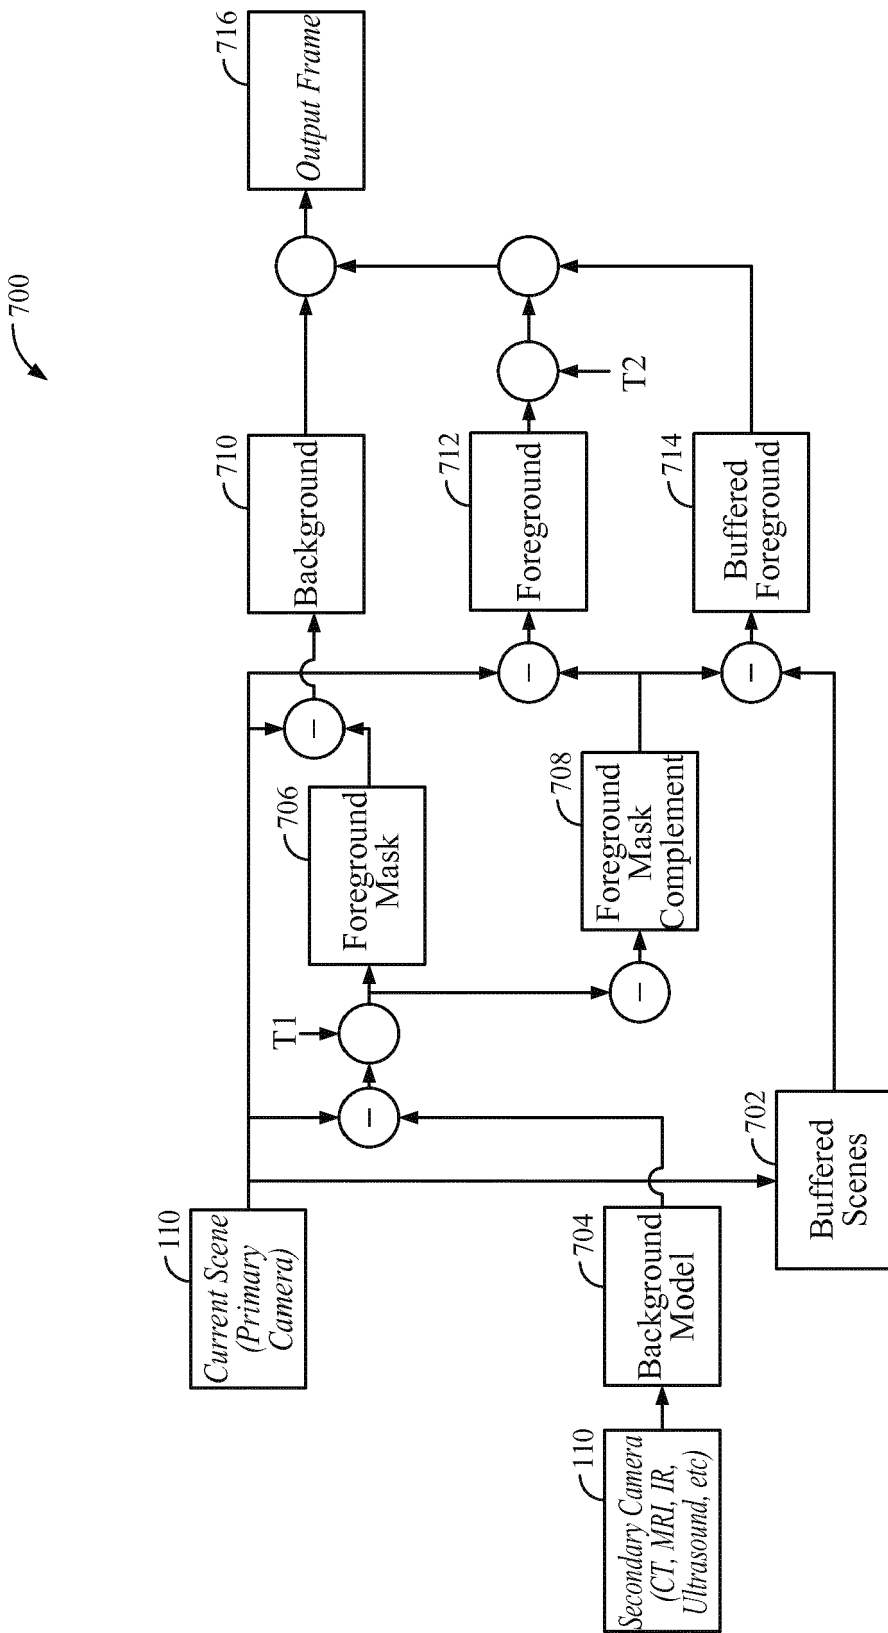 700
110
Current Scene
(Primary
Camera)
110
Secondary Camera
(CT, MRI, IR,
Ultrasound, etc)
704
Background
Model
702
Buffered
Scenes
−
T1
−
706
Foreground
Mask
708
Foreground
Mask
Complement
−
−
−
710
Background
712
Foreground
714
Buffered
Foreground
T2
716
Output Frame